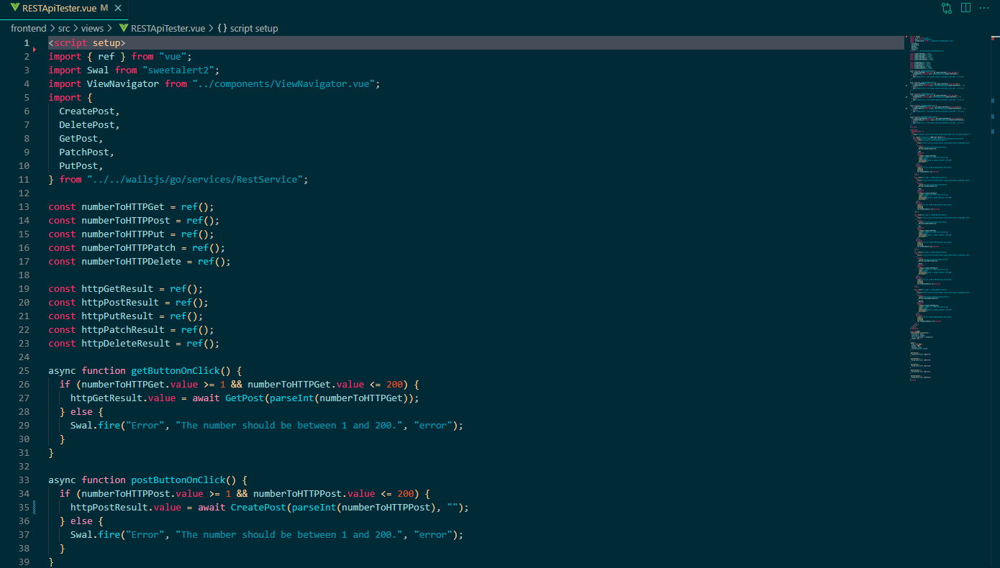 RESTApiTester.vue M
frontend > src > views > RESTApiTester.vue > {} script setup
1 <script setup>
2 import { ref } from "vue";
3 import Swal from "sweetalert2";
4 import ViewNavigator from "../components/ViewNavigator.vue";
5 import {
6   CreatePost,
7   DeletePost,
8   GetPost,
9   PatchPost,
10   PutPost,
11 } from "../../wailsjs/go/services/RestService";
12
13 const numberToHTTPGet = ref();
14 const numberToHTTPPost = ref();
15 const numberToHTTPPut = ref();
16 const numberToHTTPPatch = ref();
17 const numberToHTTPDelete = ref();
18
19 const httpGetResult = ref();
20 const httpPostResult = ref();
21 const httpPutResult = ref();
22 const httpPatchResult = ref();
23 const httpDeleteResult = ref();
24
25 async function getButtonOnClick() {
26   if (numberToHTTPGet.value >= 1 && numberToHTTPGet.value <= 200) {
27     httpGetResult.value = await GetPost(parseInt(numberToHTTPGet));
28   } else {
29     Swal.fire("Error", "The number should be between 1 and 200.", "error");
30   }
31 }
32
33 async function postButtonOnClick() {
34   if (numberToHTTPPost.value >= 1 && numberToHTTPPost.value <= 200) {
35     httpPostResult.value = await CreatePost(parseInt(numberToHTTPPost), "");
36   } else {
37     Swal.fire("Error", "The number should be between 1 and 200.", "error");
38   }
39 }